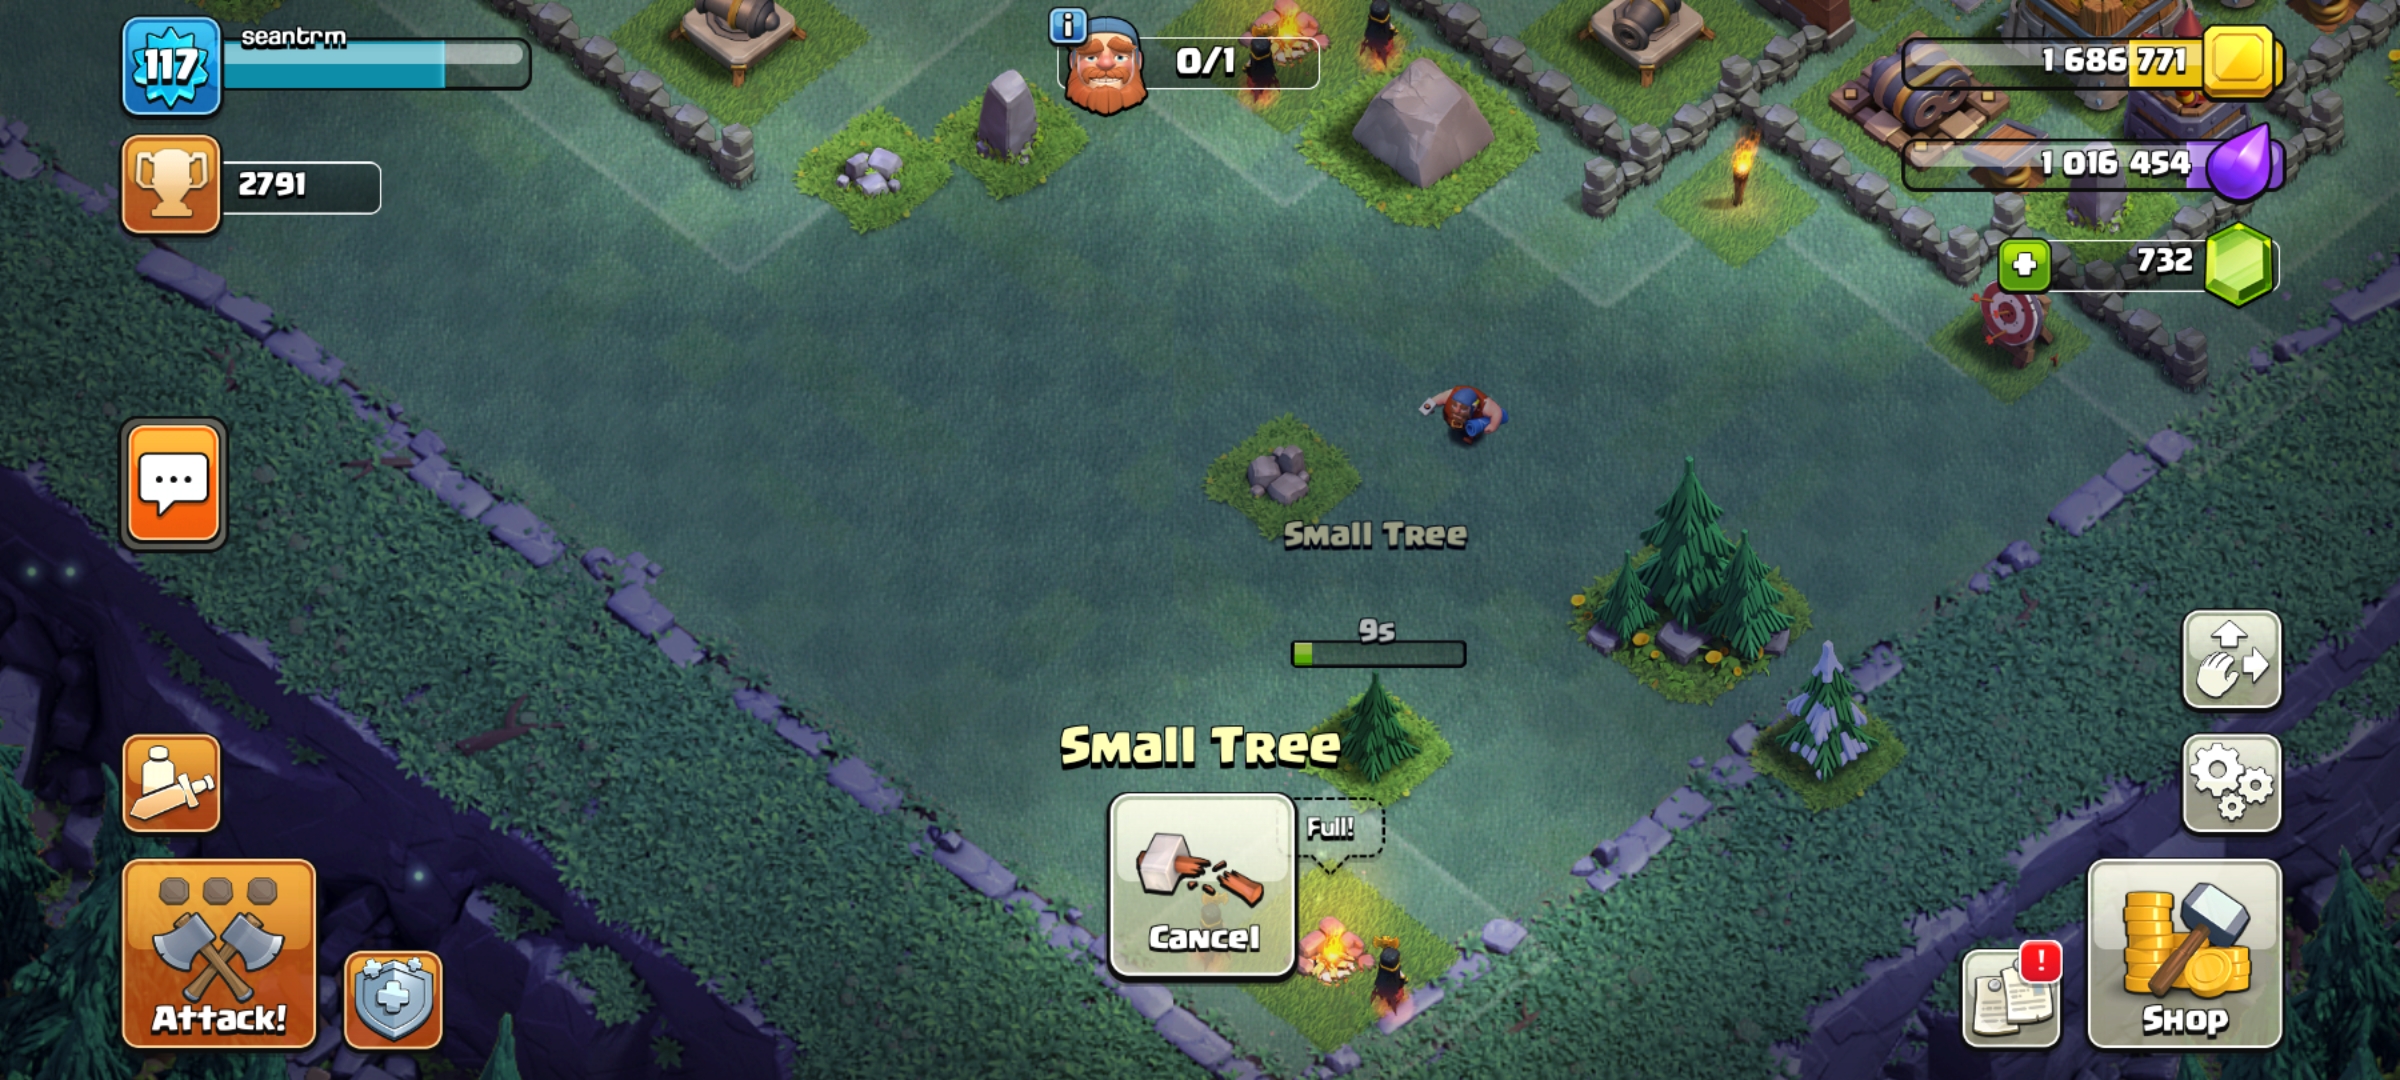 117
seantrm
i
0/1
1 686 771
2791
1 016 454
732
Small Tree
9s
Small Tree
Full!
Cancel
Attack!
!
Shop